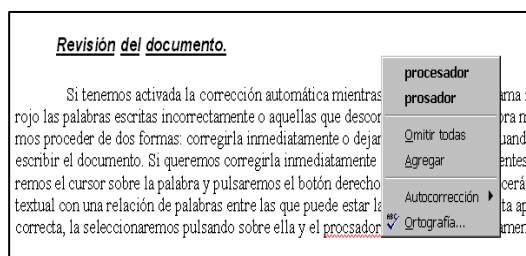 Revisión del documento.
Si tenemos activada la corrección automática mientras
rojo las palabras escritas incorrectamente o aquellas que
mos proceder de dos formas: corregirla inmediatamente o
escribir el documento. Si queremos corregirla inmediatamente
remos el cursor sobre la palabra y pulsaremos el botón derecho
textual con una relación de palabras entre las que puede estar la
correcta, la seleccionaremos pulsando sobre ella y el procsador
procesador
prosador
Omitir todas
Agregar
Autocorrección
ABC Ortografía...